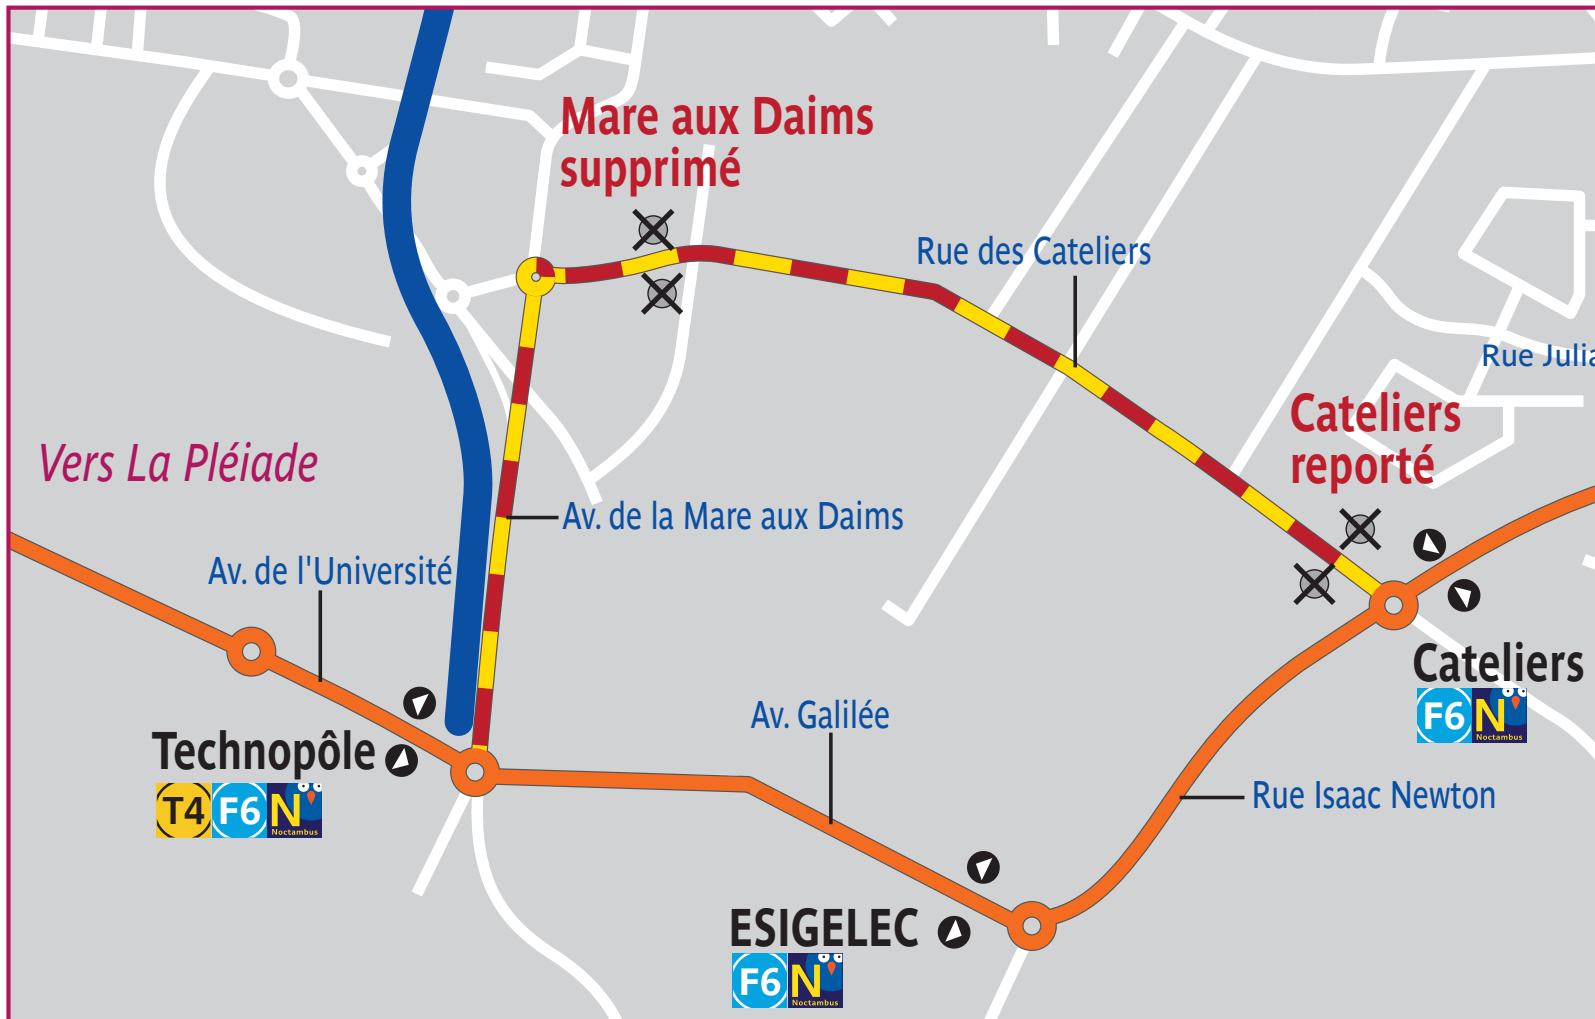 Mare aux Daims
supprimé
Rue des Cateliers
Rue Julia
Cateliers
reporté
Vers La Pléiade
Av. de la Mare aux Daims
Av. de l'Université
Cateliers
F6 N
Noctambus
Av. Galilée
Technopôle
T4 F6 N
Noctambus
Rue Isaac Newton
ESIGELEC
F6 N
Noctambus